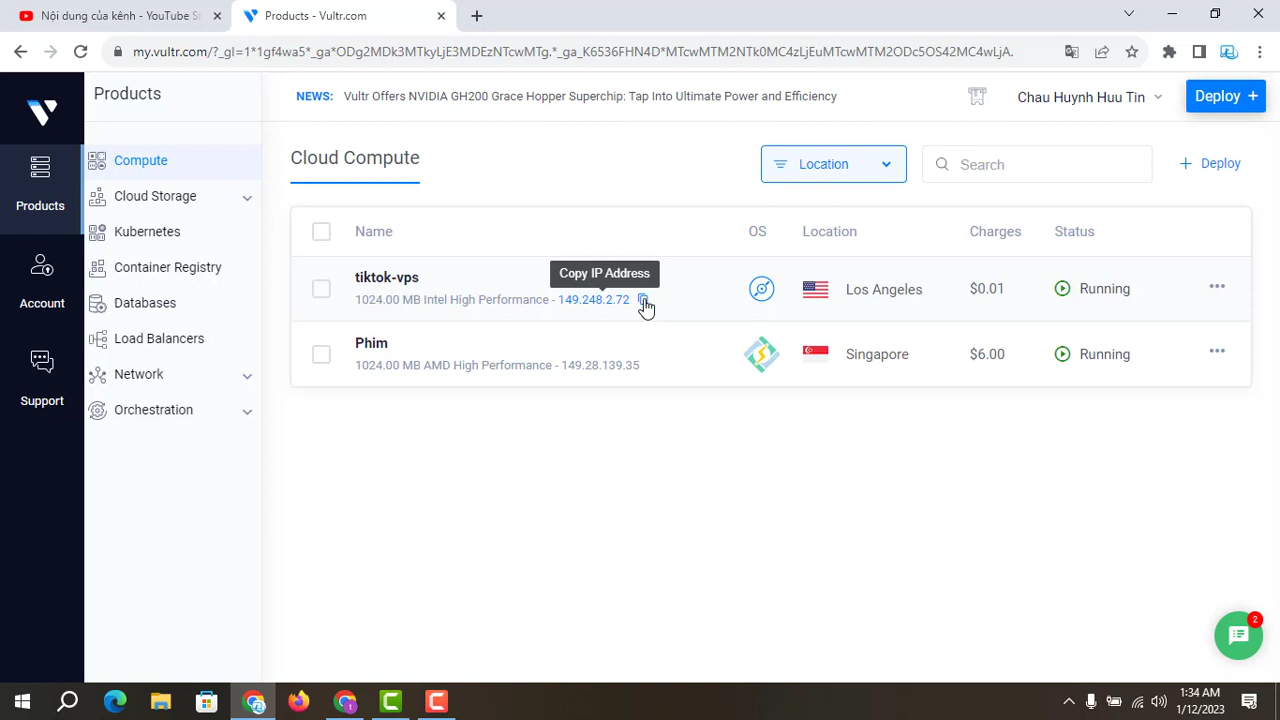 Nội dung của kênh - YouTube St
Products - Vultr.com
my.vultr.com/?_gl=1*1gf4wa5*_ga*ODg2MDk3MTkyLjE3MDEzNTcwMTg.*_ga_K6536FHN4D*MTcwMTM2NTk0MC4zLjEuMTcwMTM2ODc5OS42MC4wLjA.
Products
NEWS: Vultr Offers NVIDIA GH200 Grace Hopper Superchip: Tap Into Ultimate Power and Efficiency
Chau Huynh Huu Tin
Deploy +
Products
Account
Support
Compute
Cloud Storage
Kubernetes
Container Registry
Databases
Load Balancers
Network
Orchestration
Cloud Compute
Location
Search
+ Deploy
Name OS Location Charges Status
Copy IP Address
tiktok-vps
1024.00 MB Intel High Performance - 149.248.2.72
Los Angeles $0.01 Running
Phim
1024.00 MB AMD High Performance - 149.28.139.35
Singapore $6.00 Running
2
1:34 AM
1/12/2023